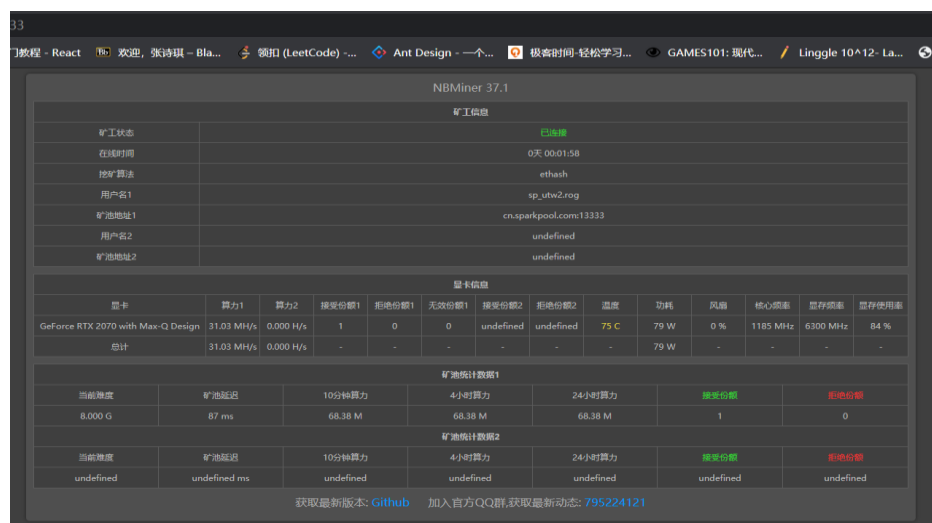 33
门教程 - React Bb 欢迎，张诗琪 – Bla... 领扣 (LeetCode) -... Ant Design - 一个... 极客时间-轻松学习... GAMES101: 现代... Linggle 10^12- La...
NBMiner 37.1
矿工信息
矿工状态 已连接
在线时间 0天 00:01:58
挖矿算法 ethash
用户名1 sp_utw2.rog
矿池地址1 cn.sparkpool.com:13333
用户名2 undefined
矿池地址2 undefined
显卡信息
显卡 算力1 算力2 接受份额1 拒绝份额1 无效份额1 接受份额2 拒绝份额2 温度 功耗 风扇 核心频率 显存频率 显存使用率
GeForce RTX 2070 with Max-Q Design 31.03 MH/s 0.000 H/s 1 0 0 undefined undefined 75 C 79 W 0 % 1185 MHz 6300 MHz 84 %
总计 31.03 MH/s 0.000 H/s - - - - - - 79 W - - - -
矿池统计数据1
当前难度 矿池延迟 10分钟算力 4小时算力 24小时算力 接受份额 拒绝份额
8.000 G 87 ms 68.38 M 68.38 M 68.38 M 1 0
矿池统计数据2
当前难度 矿池延迟 10分钟算力 4小时算力 24小时算力 接受份额 拒绝份额
undefined undefined ms undefined undefined undefined undefined undefined
获取最新版本: Github 加入官方QQ群,获取最新动态: 795224121